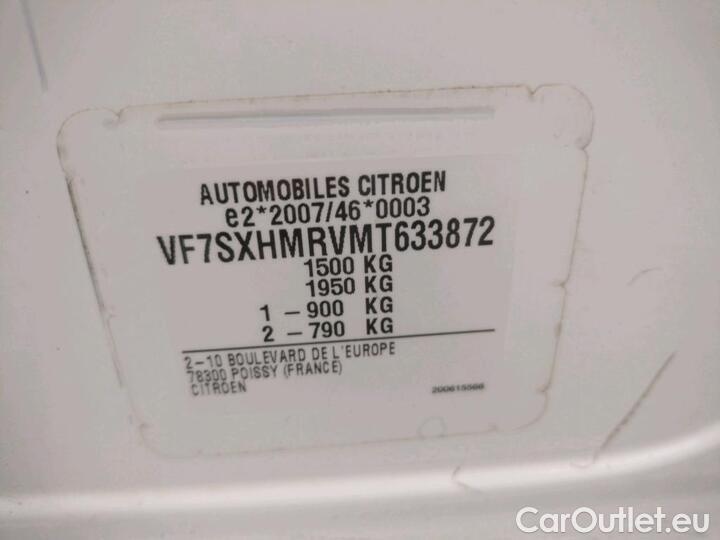 AUTOMOBILES CITROEN
e2*2007/46*0003
VF7SXHMRVMT633872
1500 KG
1950 KG
1 - 900 KG
2 - 790 KG
2-10 BOULEVARD DE L'EUROPE
78300 POISSY (FRANCE)
CITROEN
200615566
CarOutlet.eu